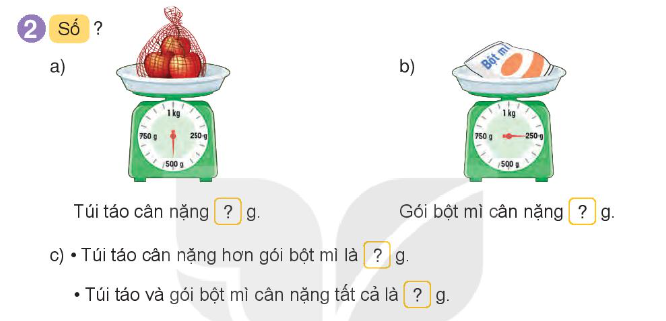 2 Số ?
a)
b)
1 kg
750 g
250 g
500 g
Bột mì
1 kg
750 g
250 g
500 g
Túi táo cân nặng ? g.
Gói bột mì cân nặng ? g.
c) • Túi táo cân nặng hơn gói bột mì là ? g.
• Túi táo và gói bột mì cân nặng tất cả là ? g.